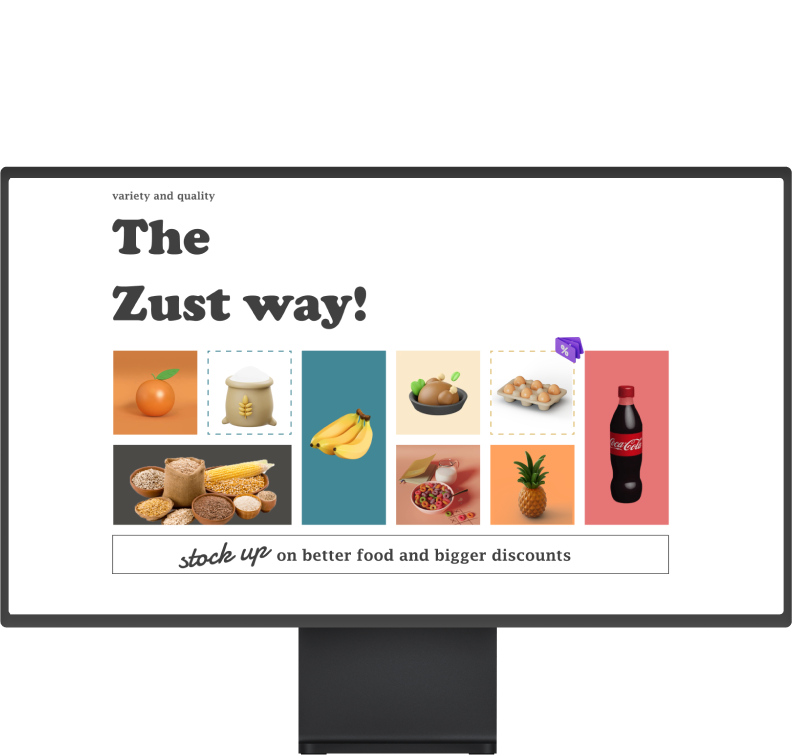 variety and quality
The
Zust way!
%
Coca-Cola
stock up on better food and bigger discounts